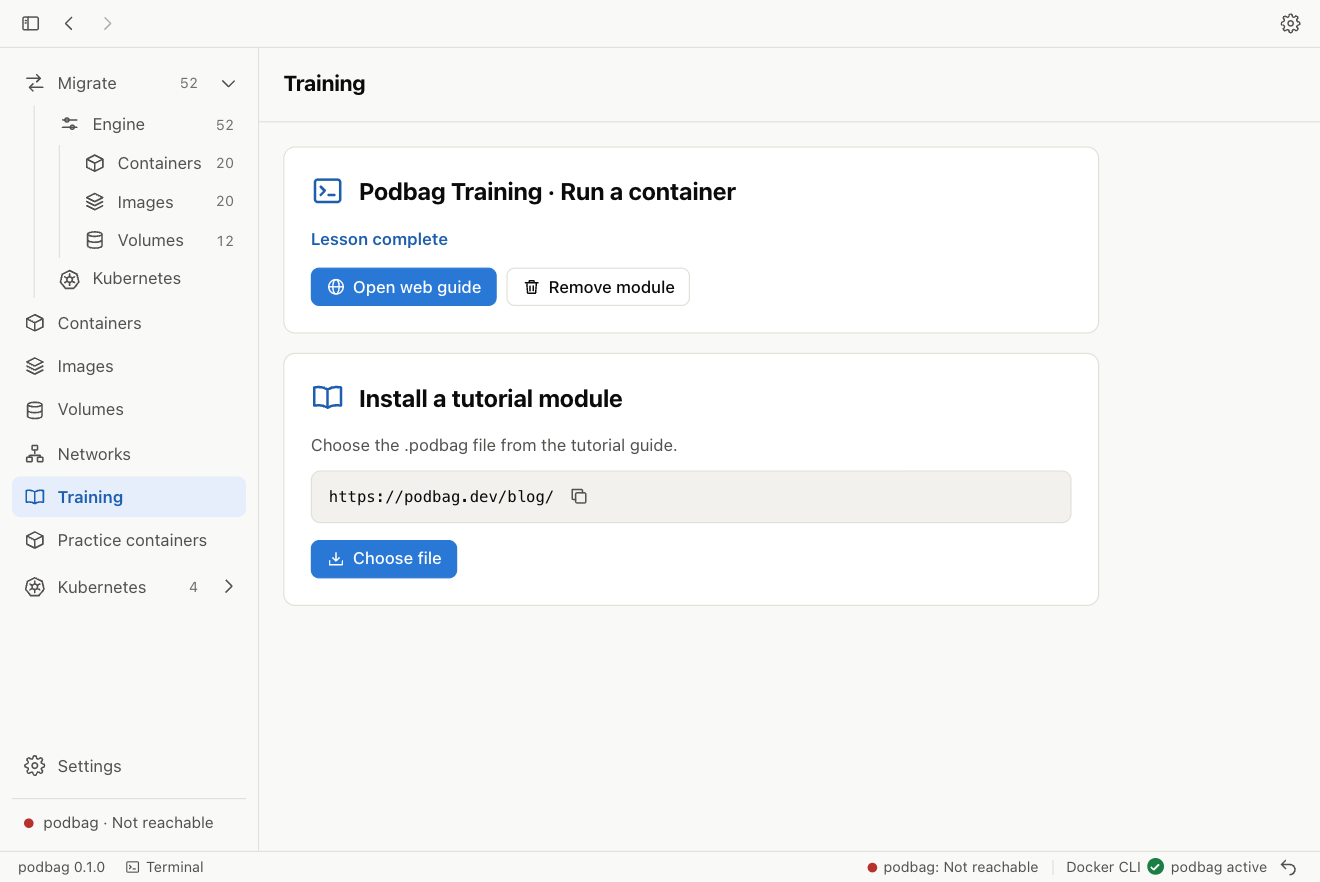 Migrate 52
Engine 52
Containers 20
Images 20
Volumes 12
Kubernetes
Containers
Images
Volumes
Networks
Training
Practice containers
Kubernetes 4
Settings
podbag · Not reachable
Training
Podbag Training · Run a container
Lesson complete
Open web guide Remove module
Install a tutorial module
Choose the .podbag file from the tutorial guide.
https://podbag.dev/blog/
Choose file
podbag 0.1.0 Terminal podbag: Not reachable Docker CLI podbag active